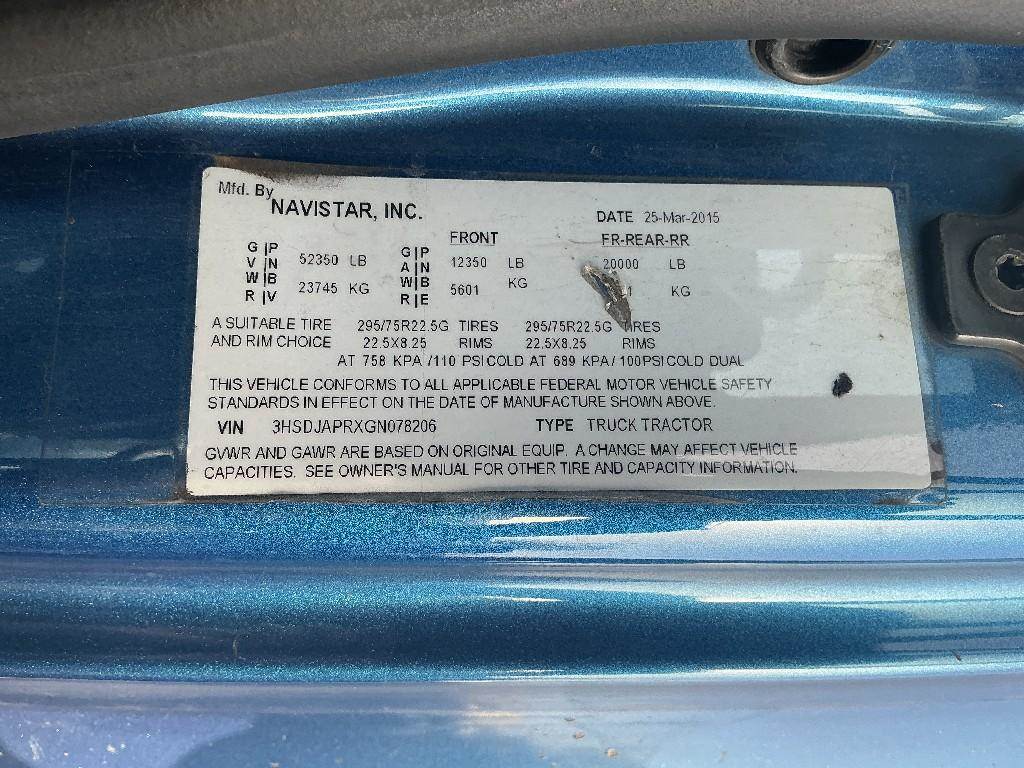 Mfd. By
NAVISTAR, INC.
DATE 25-Mar-2015
FRONT FR-REAR-RR
GVWR PNBV 52350 LB GAWR PNBE 12350 LB 20000 LB
23745 KG 5601 KG KG
A SUITABLE TIRE 295/75R22.5G TIRES 295/75R22.5G TIRES
AND RIM CHOICE 22.5X8.25 RIMS 22.5X8.25 RIMS
AT 758 KPA /110 PSI COLD AT 689 KPA/ 100PSI COLD DUAL
THIS VEHICLE CONFORMS TO ALL APPLICABLE FEDERAL MOTOR VEHICLE SAFETY
STANDARDS IN EFFECT ON THE DATE OF MANUFACTURE SHOWN ABOVE.
VIN 3HSDJAPRXGN078206 TYPE TRUCK TRACTOR
GVWR AND GAWR ARE BASED ON ORIGINAL EQUIP. A CHANGE MAY AFFECT VEHICLE
CAPACITIES. SEE OWNER'S MANUAL FOR OTHER TIRE AND CAPACITY INFORMATION.